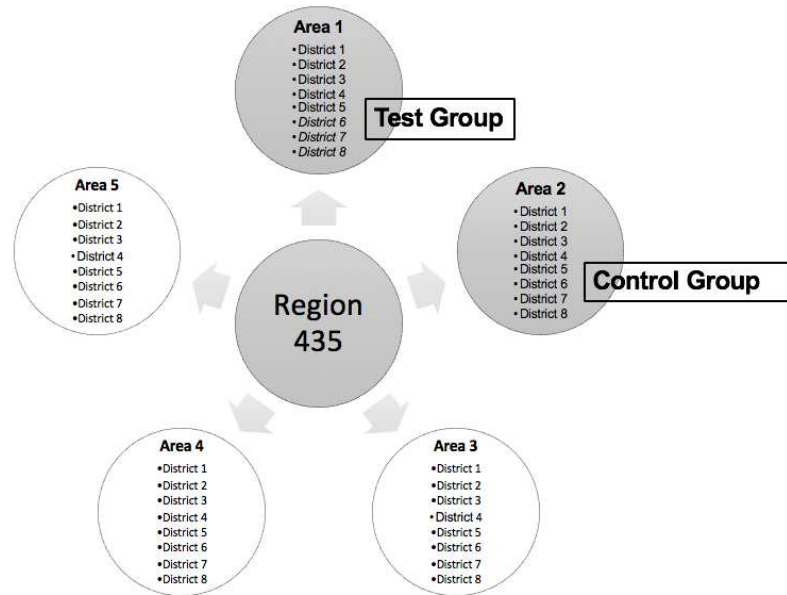 Area 1
•District 1
•District 2
•District 3
•District 4
•District 5
•District 6
•District 7
•District 8
Test Group
Area 2
•District 1
•District 2
•District 3
•District 4
•District 5
•District 6
•District 7
•District 8
Control Group
Area 5
•District 1
•District 2
•District 3
•District 4
•District 5
•District 6
•District 7
•District 8
Region
435
Area 4
•District 1
•District 2
•District 3
•District 4
•District 5
•District 6
•District 7
•District 8
Area 3
•District 1
•District 2
•District 3
•District 4
•District 5
•District 6
•District 7
•District 8